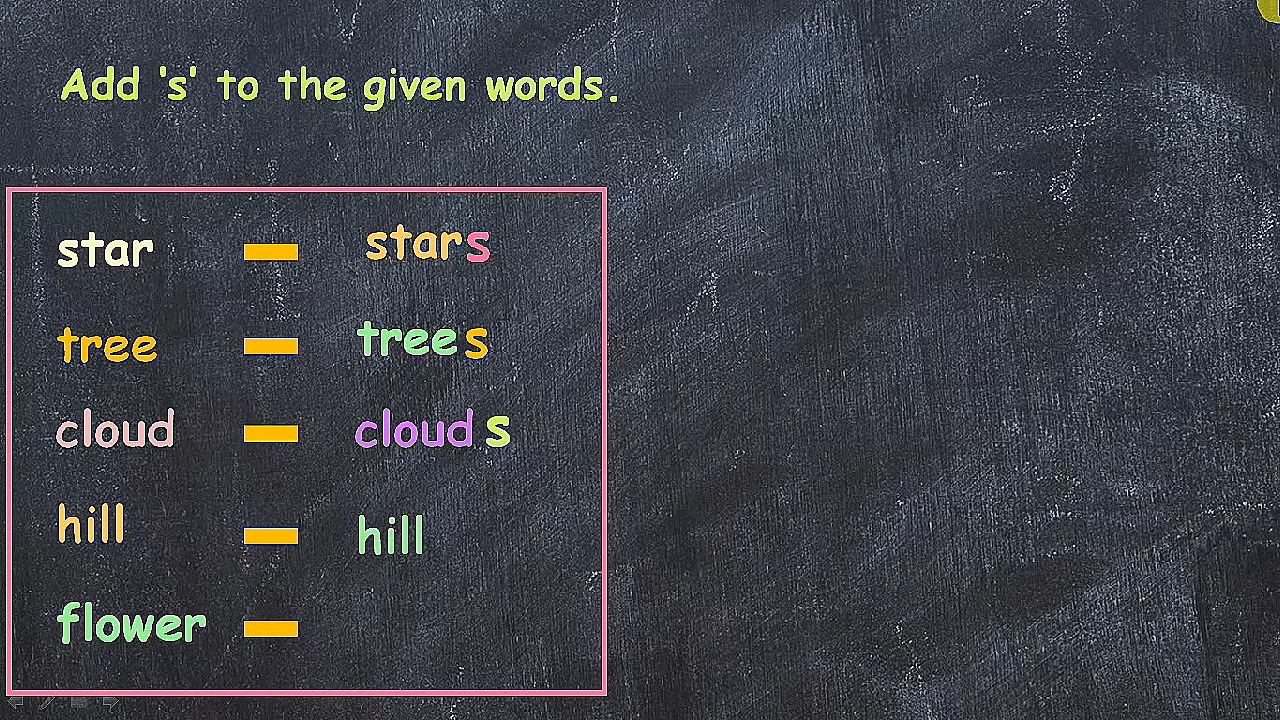 Add 's' to the given words.
star - stars
tree - trees
cloud - clouds
hill - hill
flower -